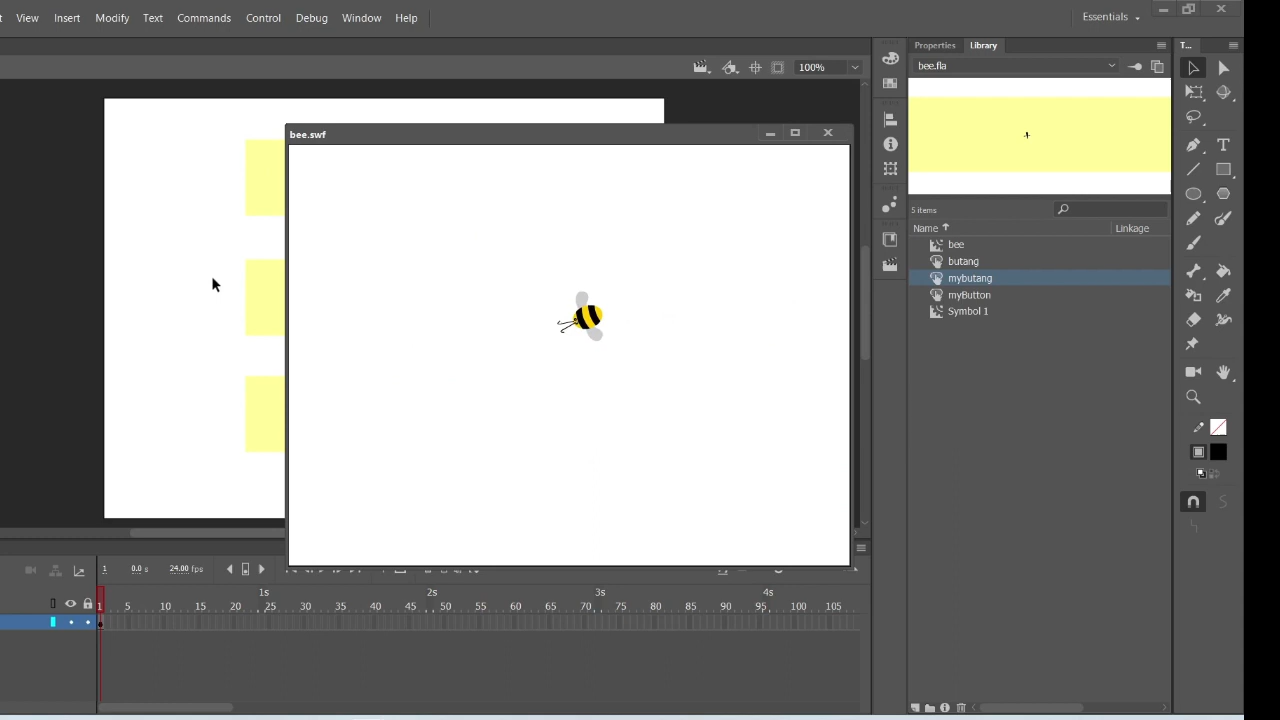 View Insert Modify Text Commands Control Debug Window Help Essentials
Properties Library T...
100% bee.fla
bee.swf
5 items
Name Linkage
bee
butang
mybutang
myButton
Symbol 1
1 0.0 s 24.00 fps
1s 2s 3s 4s
1 5 10 15 20 25 30 35 40 45 50 55 60 65 70 75 80 85 90 95 100 105